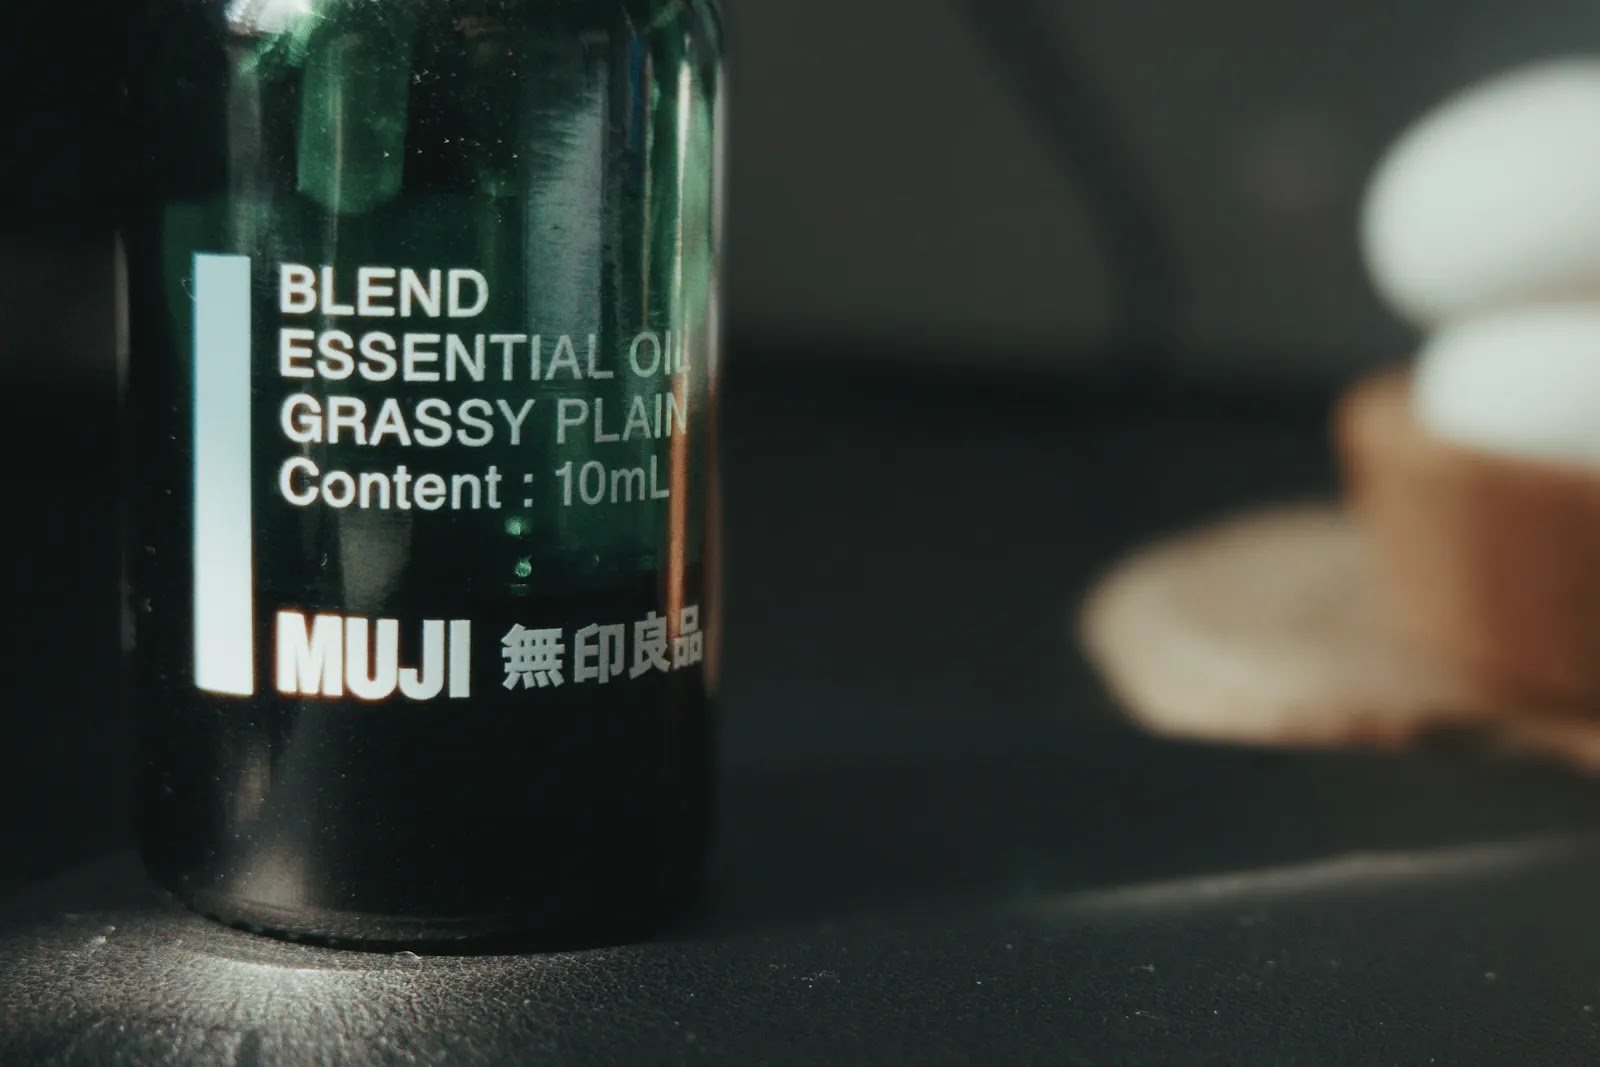 BLEND
ESSENTIAL OIL
GRASSY PLAIN
Content : 10mL
MUJI 無印良品